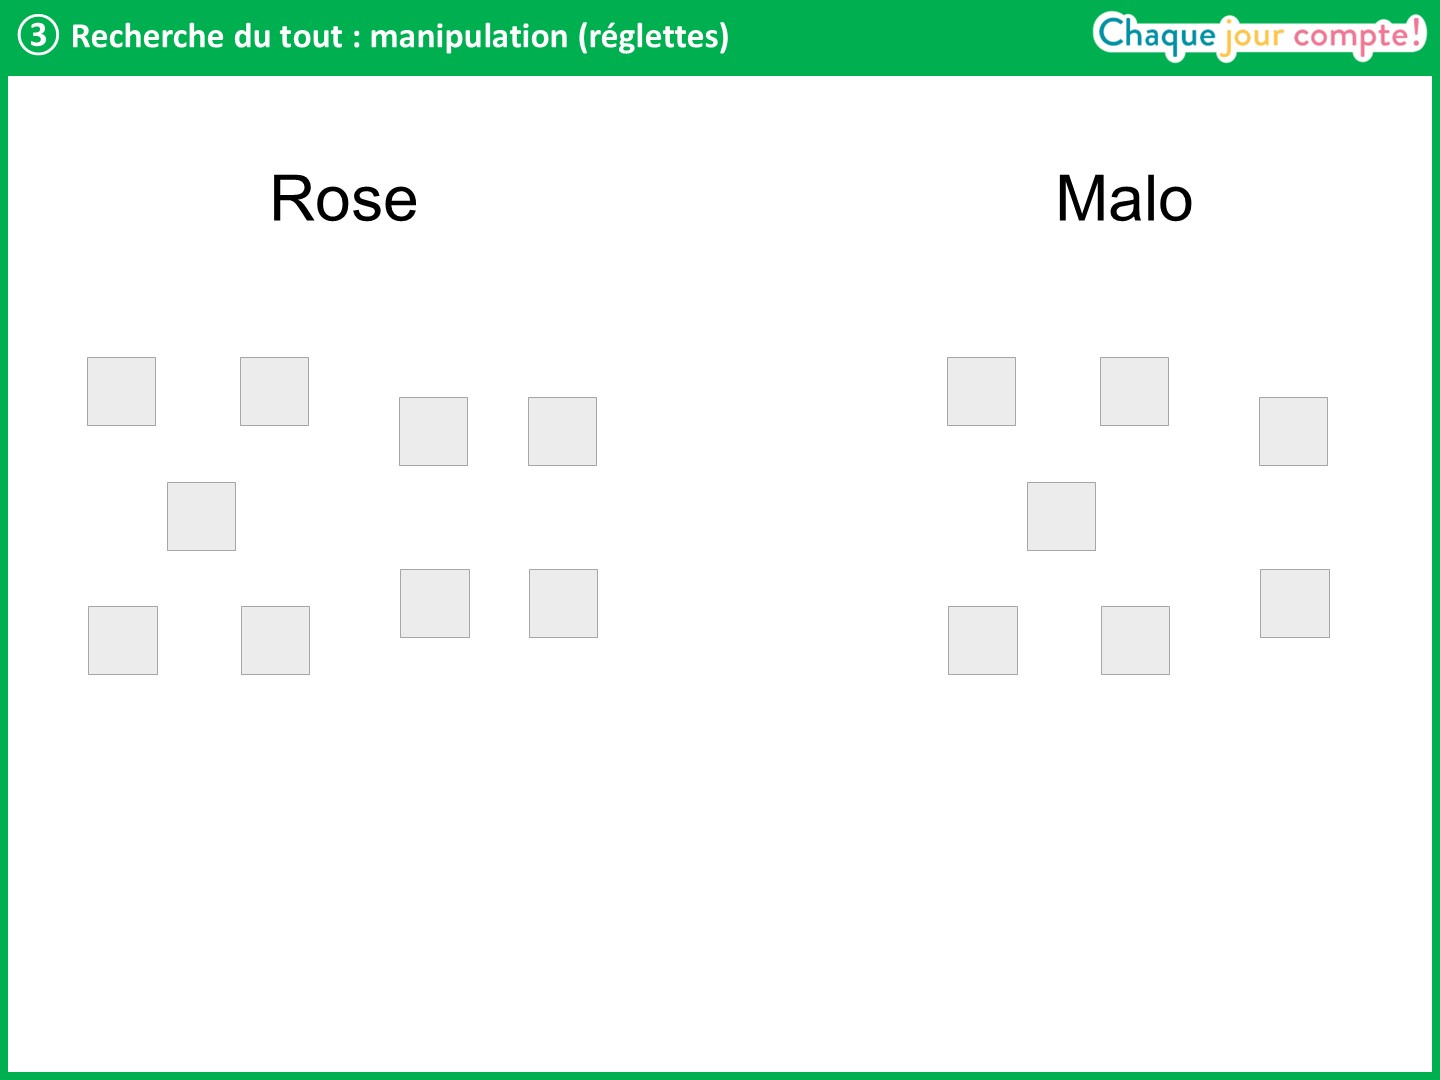 ③ Recherche du tout : manipulation (réglettes)
Chaque jour compte!
Rose
Malo